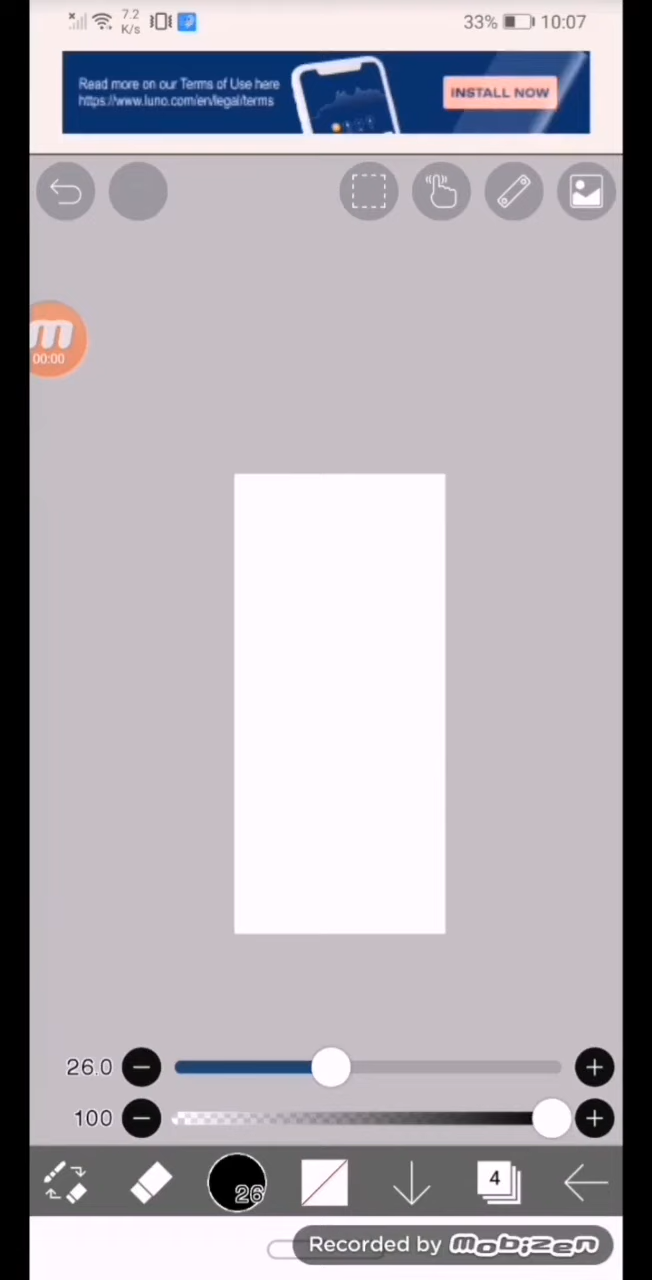 7.2
K/s
33%
10:07
Read more on our Terms of Use here
https://www.luno.com/en/legal/terms
INSTALL NOW
m
00:00
26.0
100
26
4
Recorded by mobizen